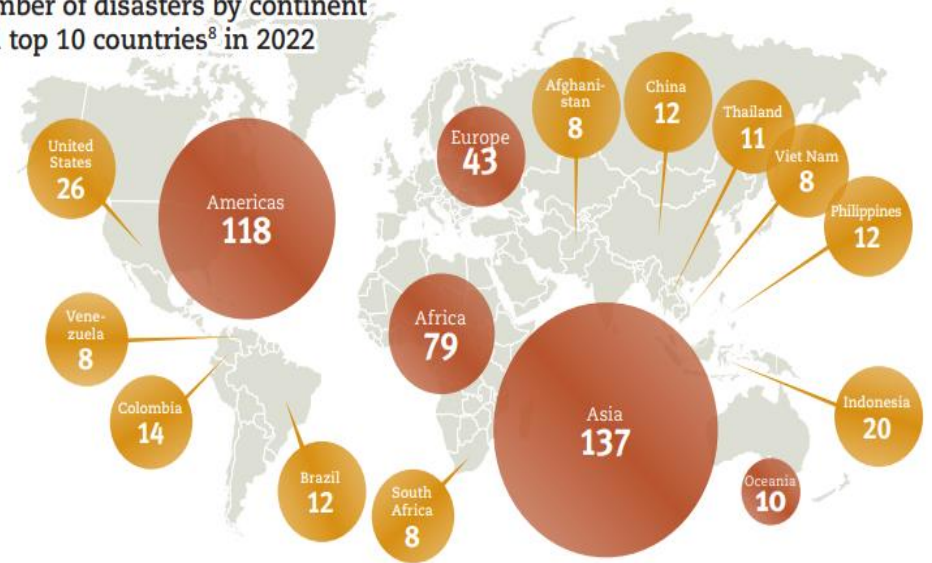 mber of disasters by continent
top 10 countries⁸ in 2022
United
States
26
Americas
118
Europe
43
Afghani-
stan
8
China
12
Thailand
11
Viet Nam
8
Philippines
12
Vene-
zuela
8
Colombia
14
Brazil
12
Africa
79
South
Africa
8
Asia
137
Indonesia
20
Oceania
10